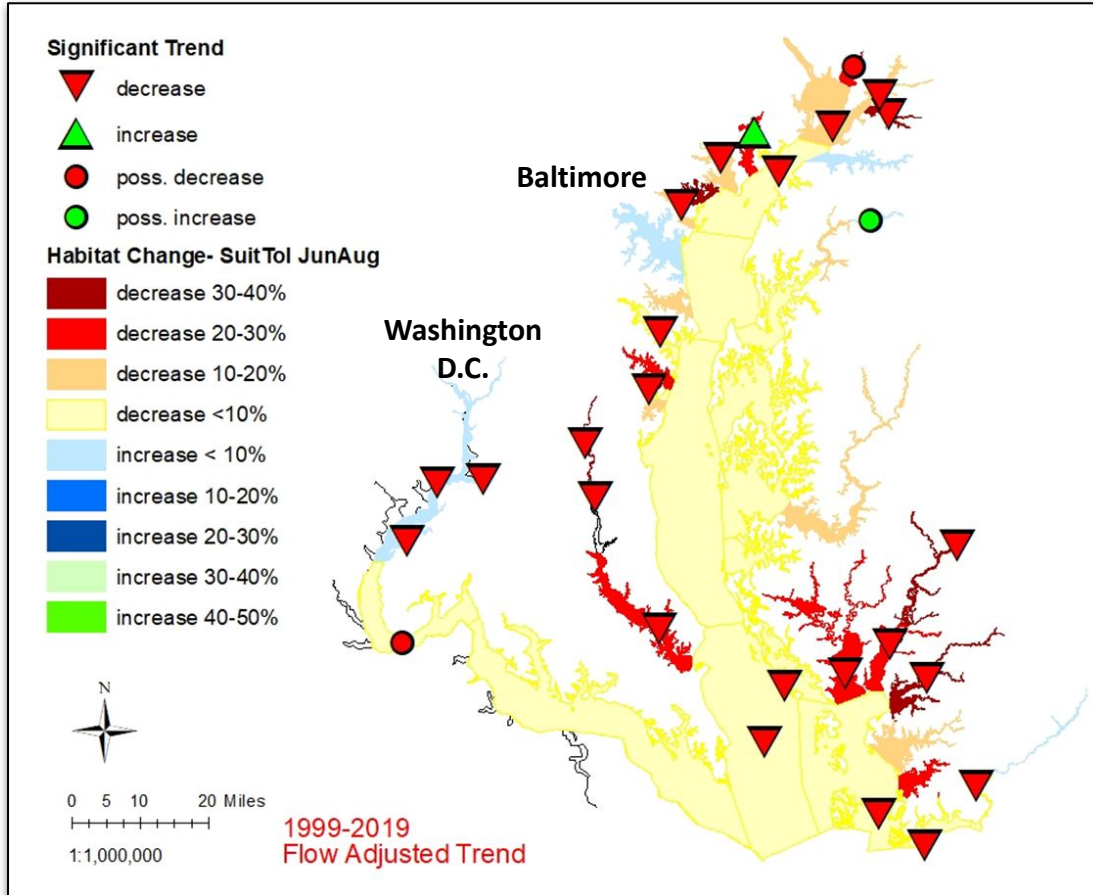 Significant Trend
decrease
increase
poss. decrease
poss. increase
Habitat Change- SuitTol JunAug
decrease 30-40%
decrease 20-30%
decrease 10-20%
decrease <10%
increase < 10%
increase 10-20%
increase 20-30%
increase 30-40%
increase 40-50%
Baltimore
Washington
D.C.
N
0 5 10 20 Miles
1:1,000,000
1999-2019
Flow Adjusted Trend